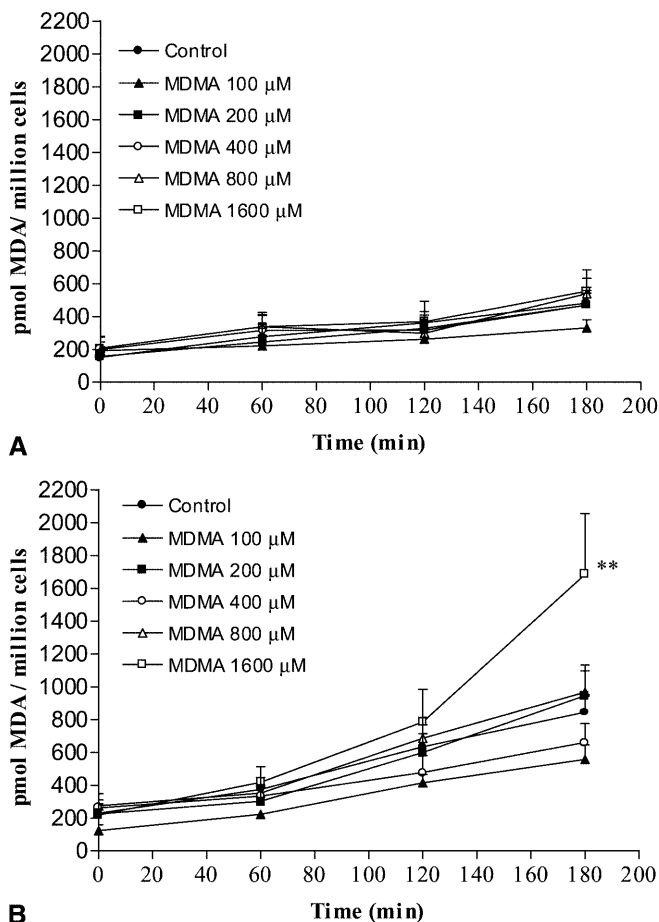 2200
2000
1800
1600
1400
1200
1000
800
600
400
200
0
pmol MDA/ million cells
Control
MDMA 100 μM
MDMA 200 μM
MDMA 400 μM
MDMA 800 μM
MDMA 1600 μM
0 20 40 60 80 100 120 140 160 180 200
Time (min)
A
2200
2000
1800
1600
1400
1200
1000
800
600
400
200
0
pmol MDA / million cells
Control
MDMA 100 μM
MDMA 200 μM
MDMA 400 μM
MDMA 800 μM
MDMA 1600 μM
**
0 20 40 60 80 100 120 140 160 180 200
Time (min)
B